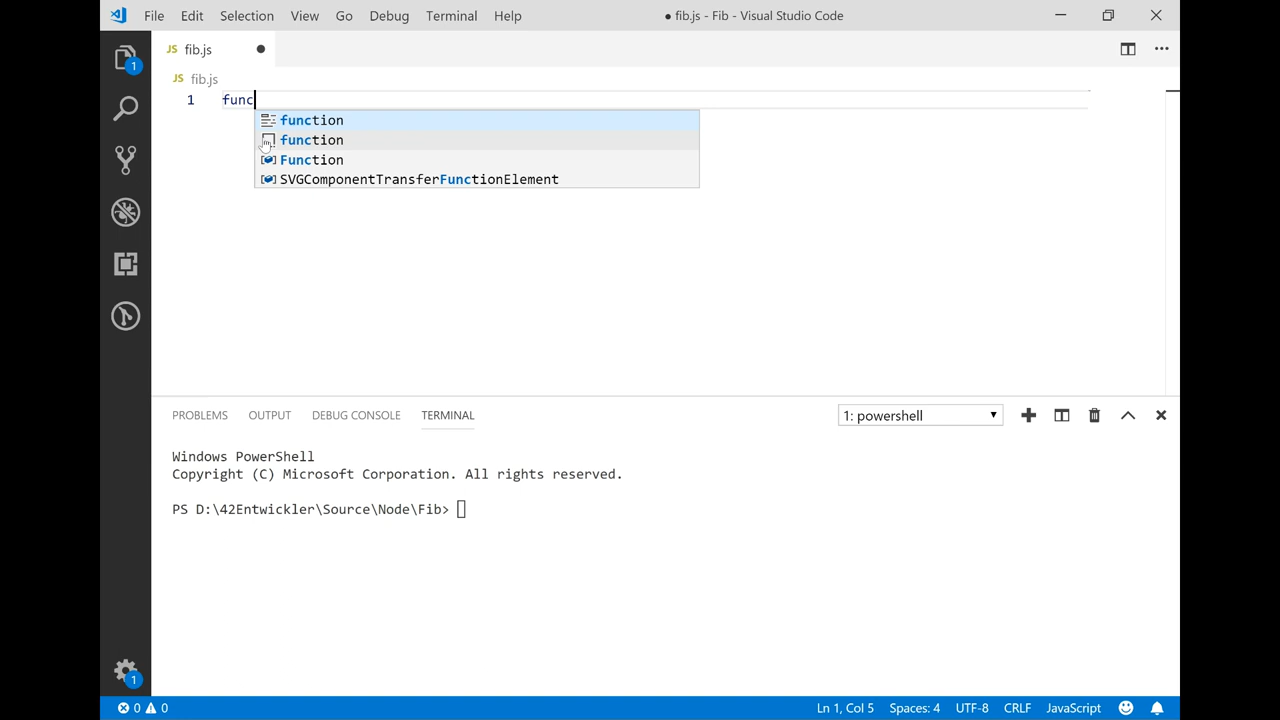 File Edit Selection View Go Debug Terminal Help ● fib.js - Fib - Visual Studio Code
JS fib.js ●
JS fib.js
1 func
function
function
Function
SVGComponentTransferFunctionElement
1
PROBLEMS OUTPUT DEBUG CONSOLE TERMINAL 1: powershell
Windows PowerShell
Copyright (C) Microsoft Corporation. All rights reserved.
PS D:\42Entwickler\Source\Node\Fib>
1
0 0 Ln 1, Col 5 Spaces: 4 UTF-8 CRLF JavaScript